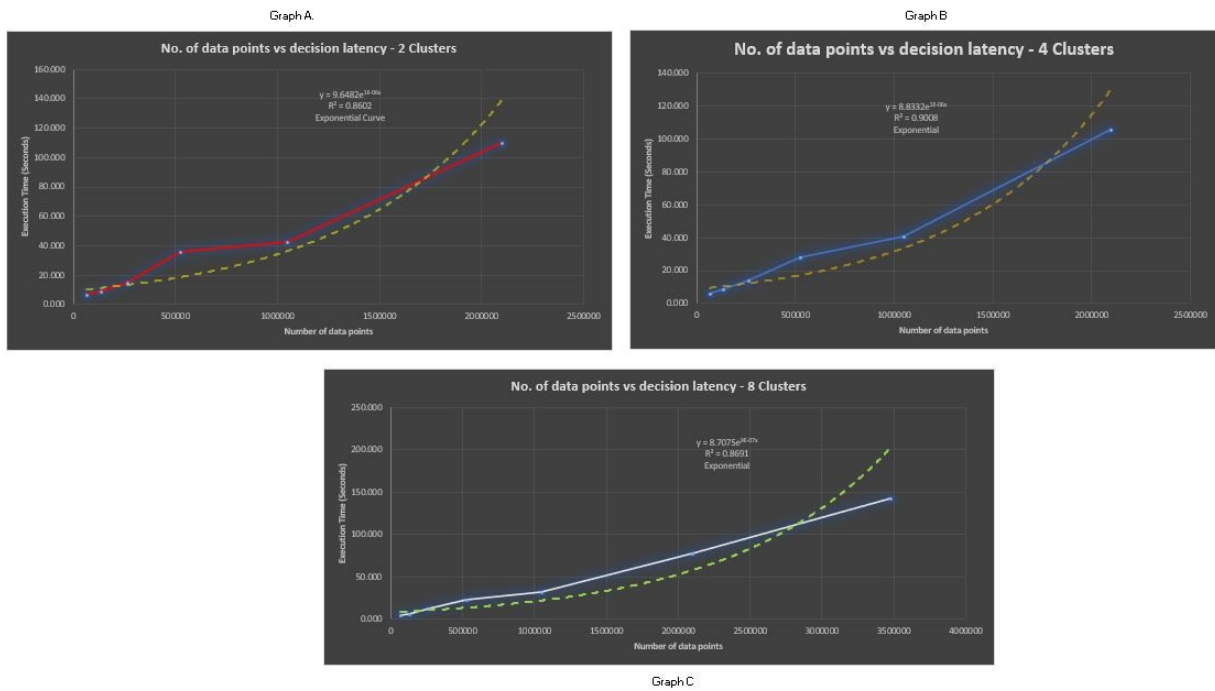 Graph A.
No. of data points vs decision latency - 2 Clusters
160.000
140.000
120.000
100.000
80.000
60.000
40.000
20.000
0.000
Execution Time (Seconds)
y = 9.6482e1E-06x
R² = 0.8602
Exponential Curve
0 500000 1000000 1500000 2000000 2500000
Number of data points
Graph B
No. of data points vs decision latency - 4 Clusters
140.000
120.000
100.000
80.000
60.000
40.000
20.000
0.000
Execution Time (Seconds)
y = 8.8332e1E-06x
R² = 0.9008
Exponential
0 500000 1000000 1500000 2000000 2500000
Number of data points
No. of data points vs decision latency - 8 Clusters
250.000
200.000
150.000
100.000
50.000
0.000
Execution Time (Seconds)
R² = 0.8691
Exponential
0 500000 1000000 1500000 2000000 2500000 3000000 3500000 4000000
Number of data points
Graph C